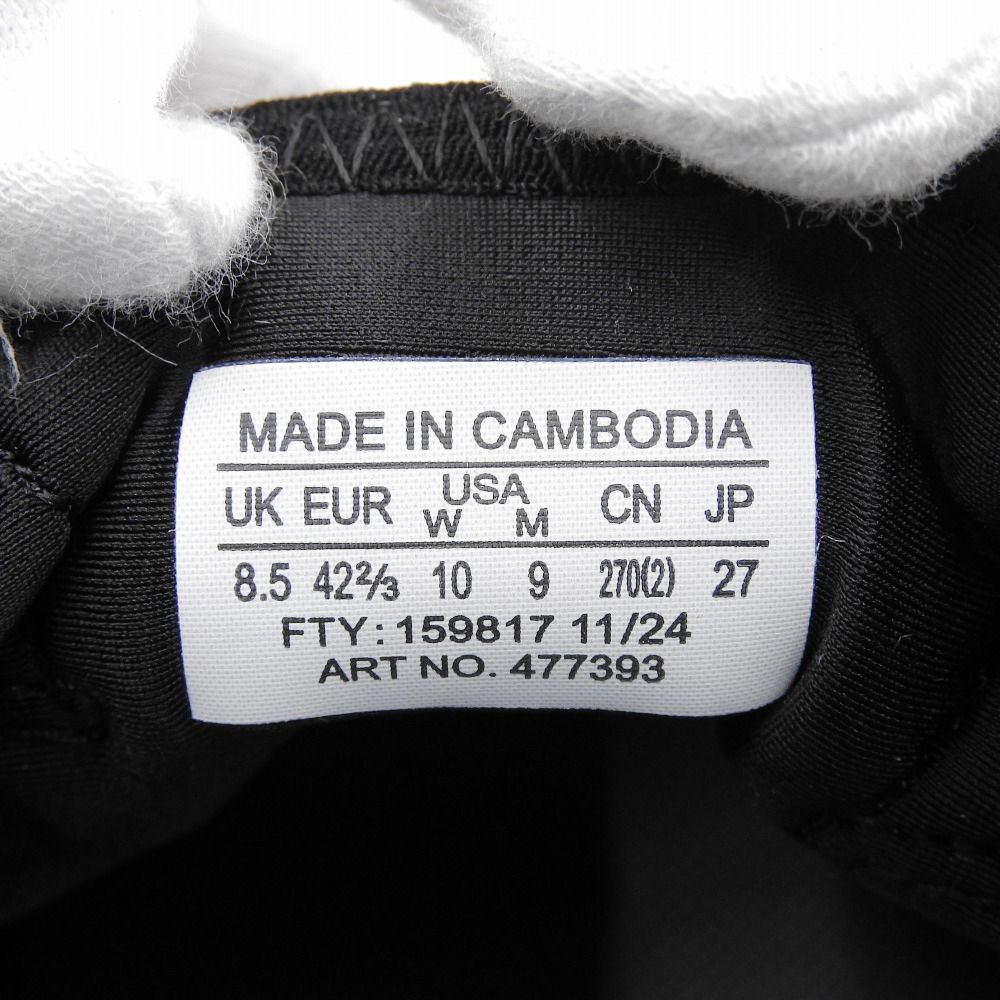 MADE IN CAMBODIA
UK EUR USA W M CN JP
8.5 42⅔ 10 9 270(2) 27
FTY: 159817 11/24
ART NO. 477393